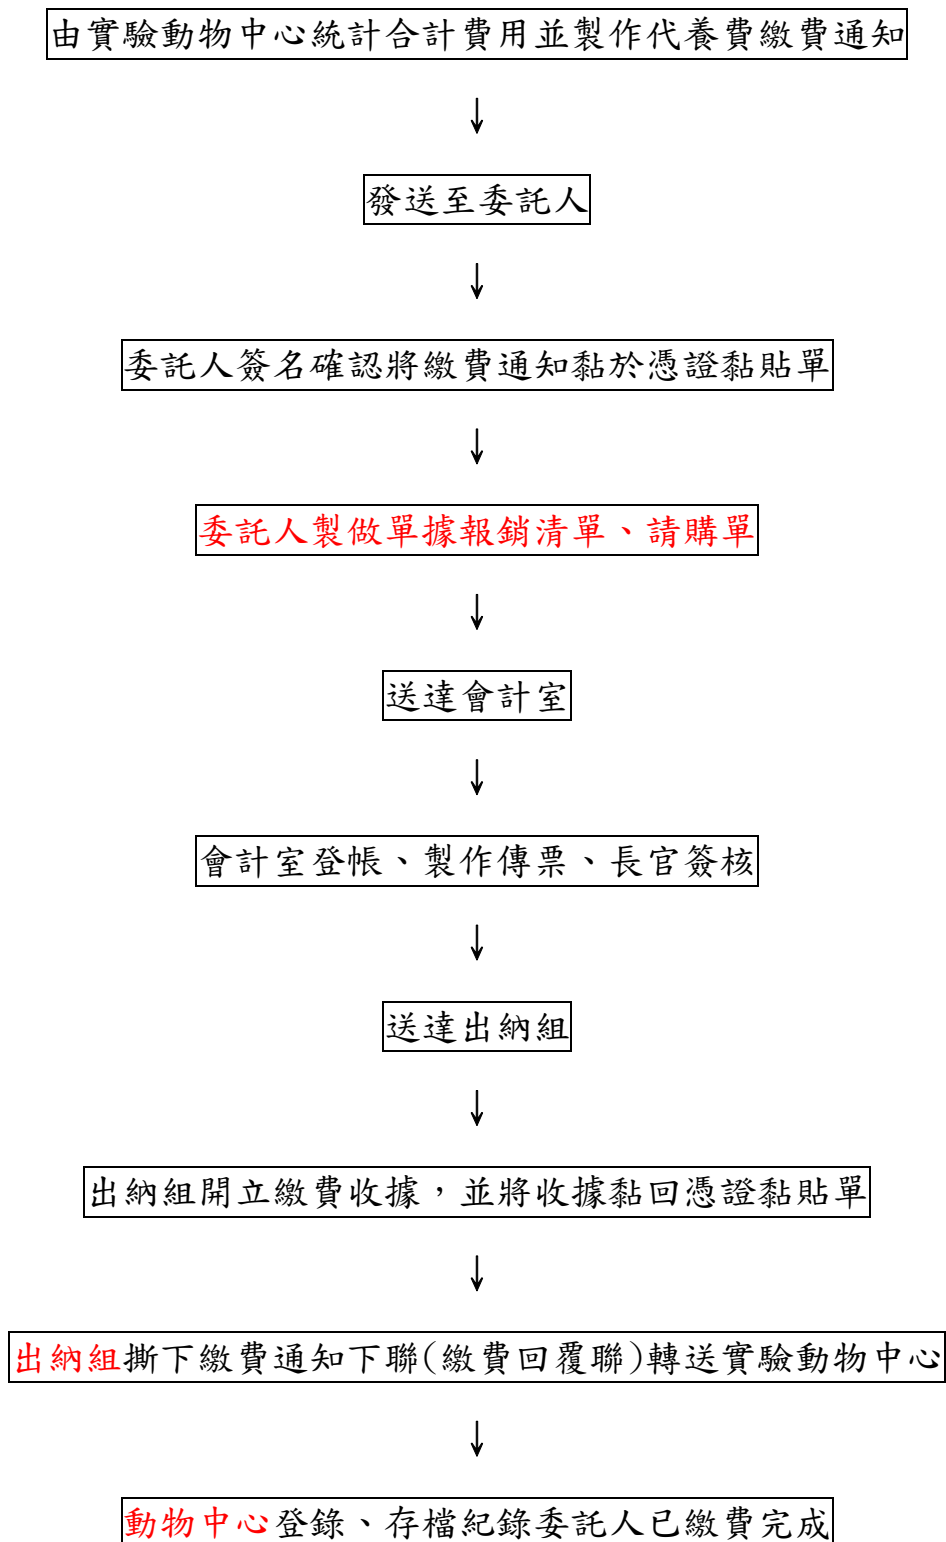 由實驗動物中心統計合計費用並製作代養費繳費通知
↓
發送至委託人
↓
委託人簽名確認將繳費通知黏於憑證黏貼單
↓
委託人製做單據報銷清單、請購單
↓
送達會計室
↓
會計室登帳、製作傳票、長官簽核
↓
送達出納組
↓
出納組開立繳費收據，並將收據黏回憑證黏貼單
↓
出納組撕下繳費通知下聯(繳費回覆聯)轉送實驗動物中心
↓
動物中心登錄、存檔紀錄委託人已繳費完成